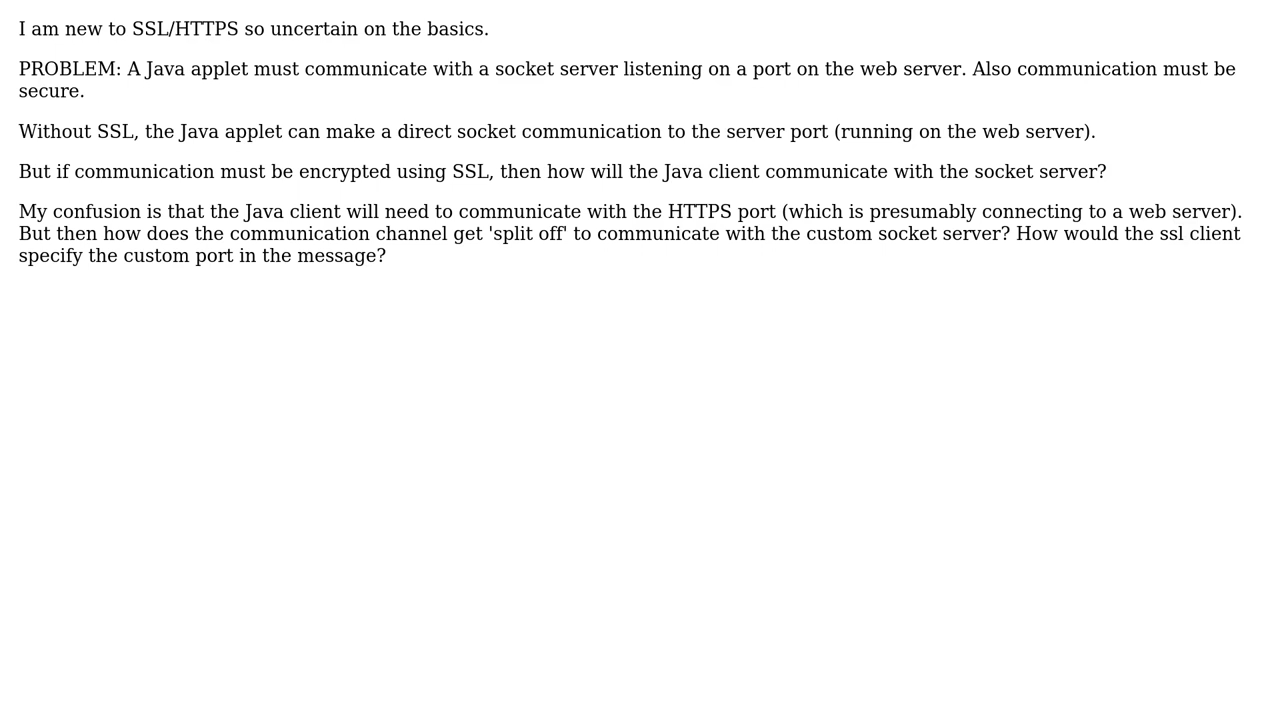 I am new to SSL/HTTPS so uncertain on the basics.
PROBLEM: A Java applet must communicate with a socket server listening on a port on the web server. Also communication must be
secure.
Without SSL, the Java applet can make a direct socket communication to the server port (running on the web server).
But if communication must be encrypted using SSL, then how will the Java client communicate with the socket server?
My confusion is that the Java client will need to communicate with the HTTPS port (which is presumably connecting to a web server).
But then how does the communication channel get 'split off' to communicate with the custom socket server? How would the ssl client
specify the custom port in the message?